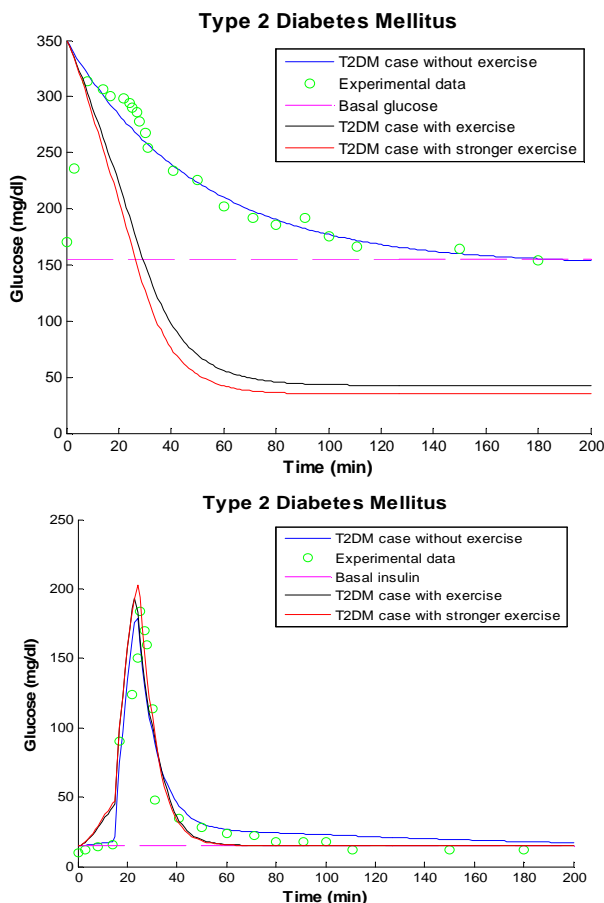 Type 2 Diabetes Mellitus
T2DM case without exercise
Experimental data
Basal glucose
T2DM case with exercise
T2DM case with stronger exercise
Glucose (mg/dl)
350
300
250
200
150
100
50
0
0 20 40 60 80 100 120 140 160 180 200
Time (min)
Type 2 Diabetes Mellitus
T2DM case without exercise
Experimental data
Basal insulin
T2DM case with exercise
T2DM case with stronger exercise
Glucose (mg/dl)
250
200
150
100
50
0
0 20 40 60 80 100 120 140 160 180 200
Time (min)